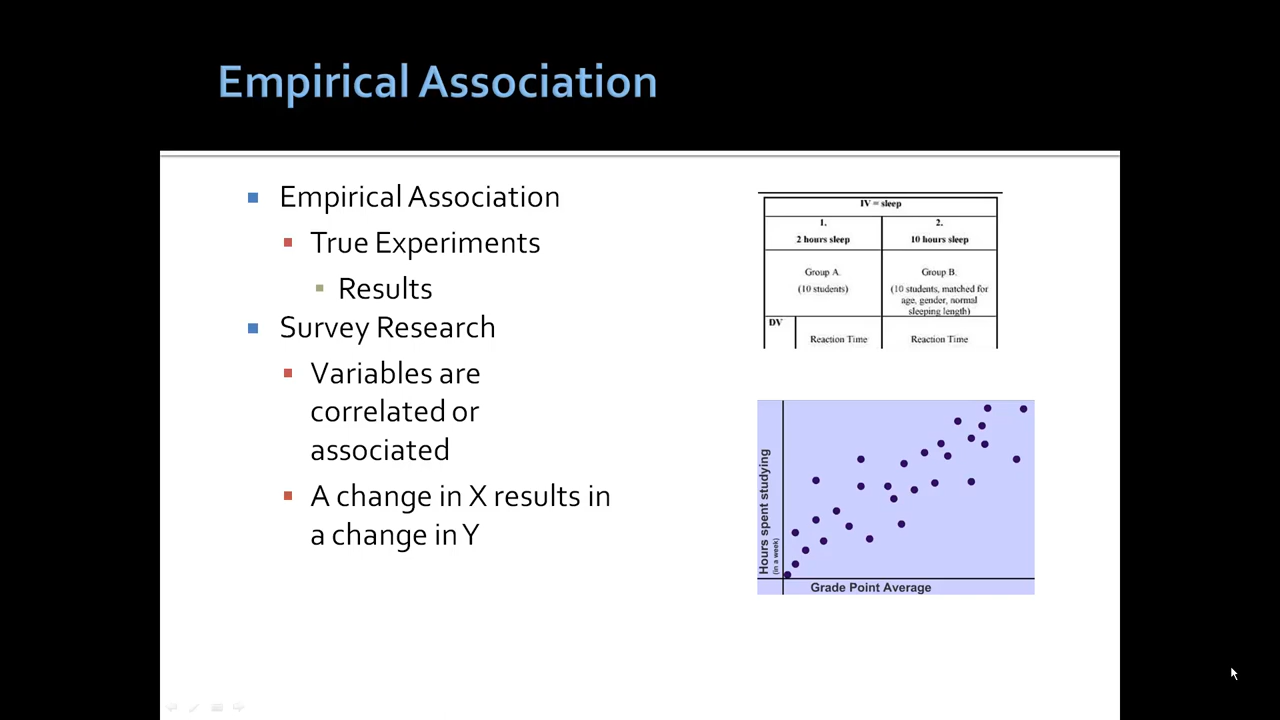 Empirical Association
Empirical Association
True Experiments
Results
Survey Research
Variables are
correlated or
associated
A change in X results in
a change in Y
IV = sleep
1.
2 hours sleep
2.
10 hours sleep
Group A.
(10 students)
Group B.
(10 students, matched for
age, gender, normal
sleeping length)
DV
Reaction Time
Reaction Time
Hours spent studying
(in a week)
Grade Point Average